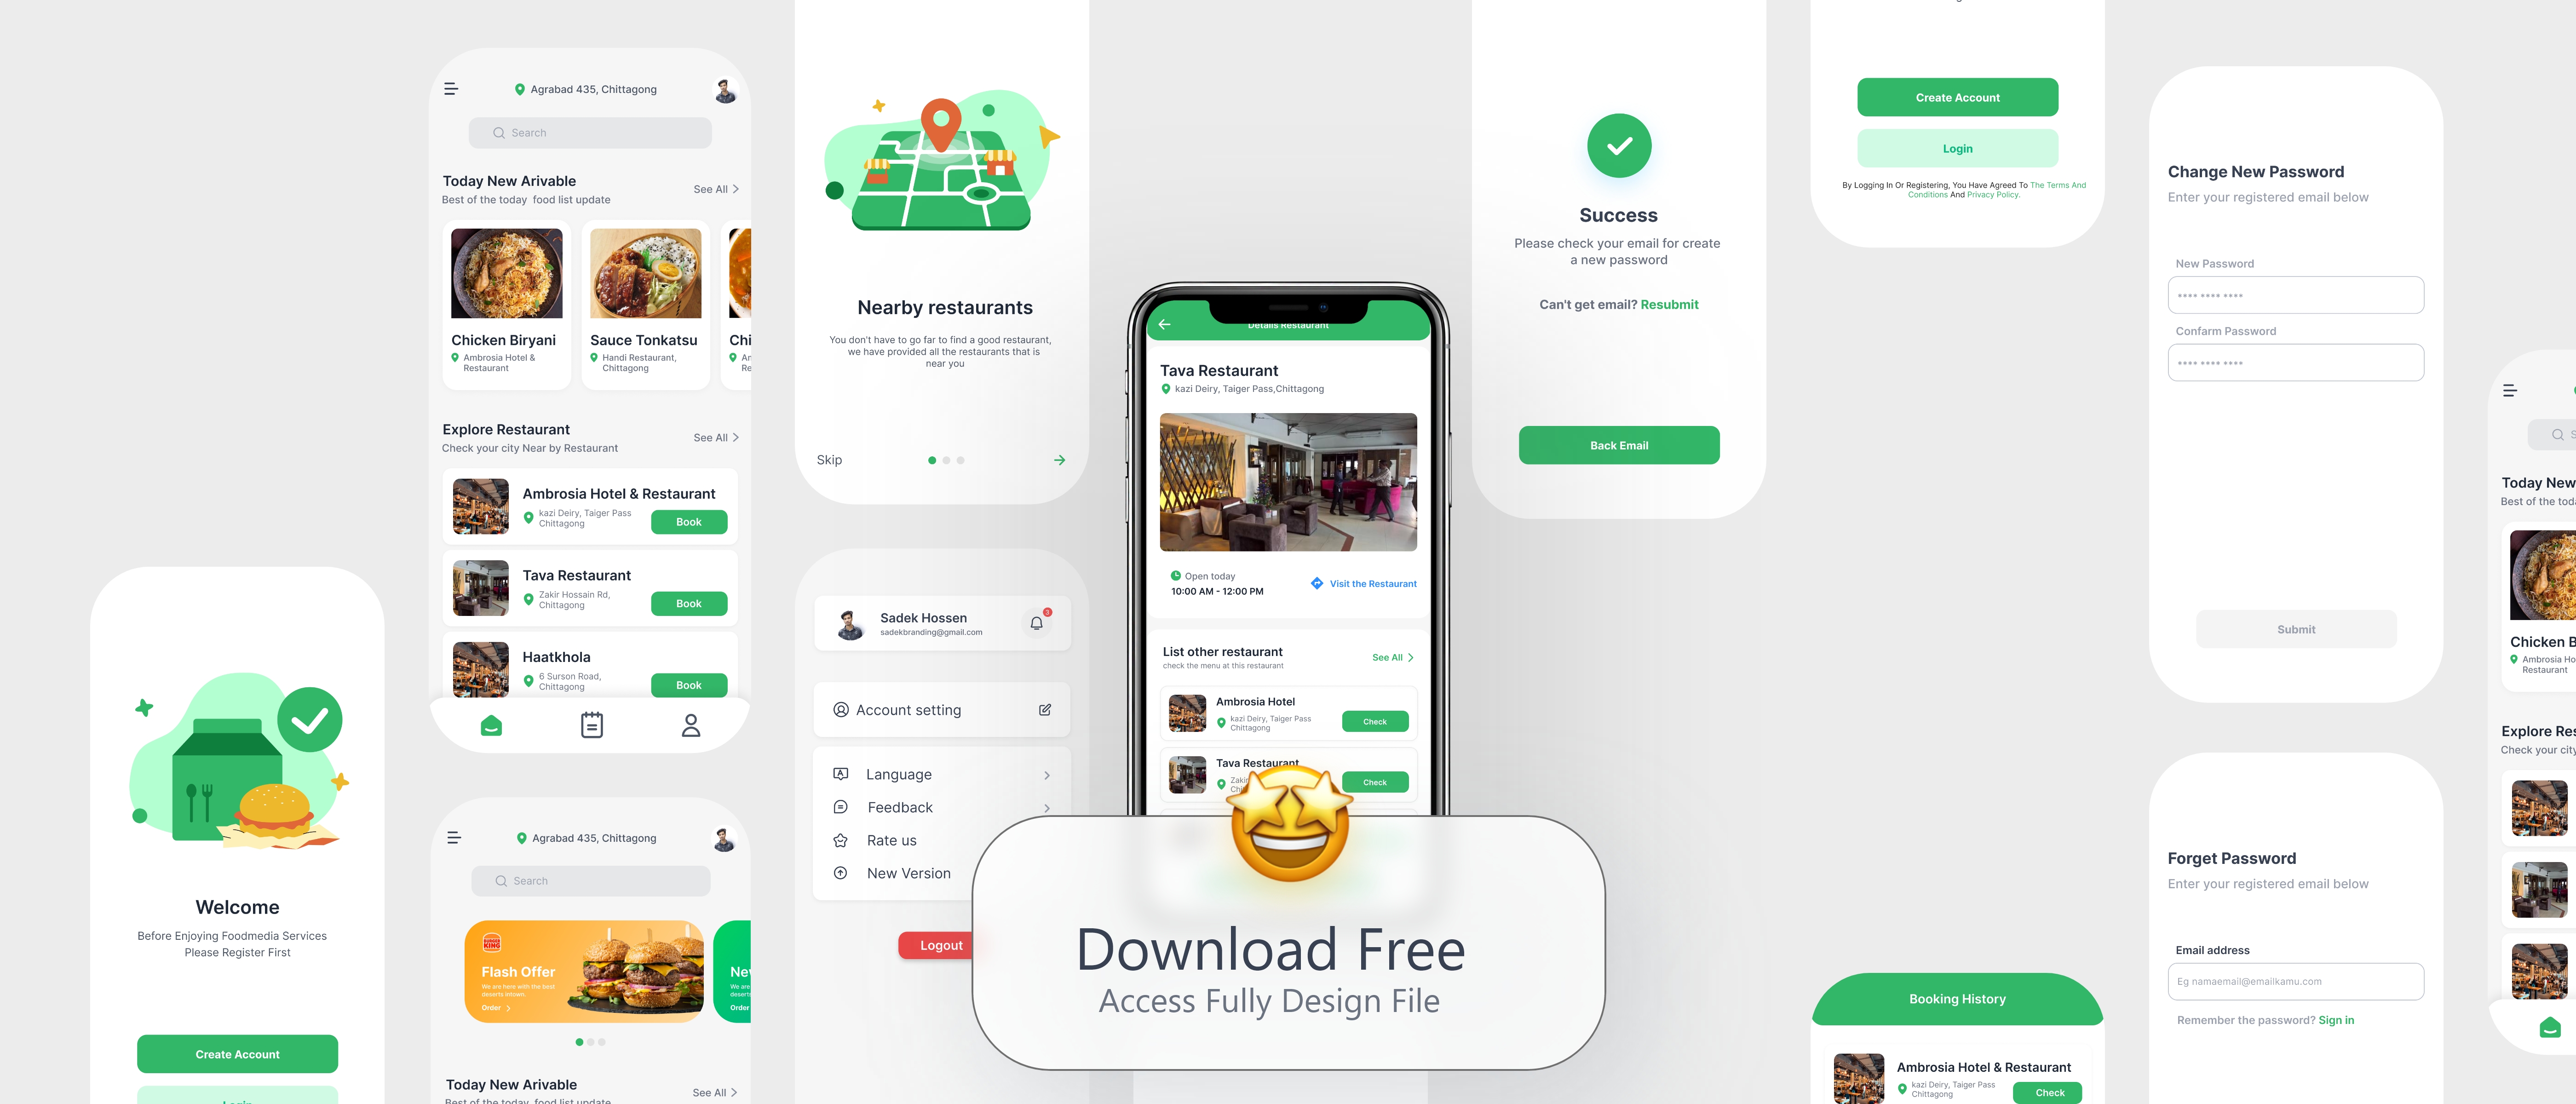 Welcome
Before Enjoying Foodmedia Services
Please Register First
Create Account
Login
Agrabad 435, Chittagong
Search
Today New Arivable
Best of the today  food list update
See All
Chicken Biryani
Ambrosia Hotel &
Restaurant
Sauce Tonkatsu
Handi Restaurant,
Chittagong
Chi
Explore Restaurant
Check your city Near by Restaurant
See All
Ambrosia Hotel & Restaurant
kazi Deiry, Taiger Pass
Chittagong
Book
Tava Restaurant
Zakir Hossain Rd,
Chittagong
Book
Haatkhola
6 Surson Road,
Chittagong
Book
Agrabad 435, Chittagong
Search
BURGER
KING
Flash Offer
We are here with the best
deserts intown.
Order
We are
deserts
Today New Arivable
Best of the today  food list update
See All
Nearby restaurants
You don't have to go far to find a good restaurant,
we have provided all the restaurants that is
near you
Skip
Sadek Hossen
sadekbranding@gmail.com
3
Account setting
Language
Feedback
Rate us
New Version
Logout
Details Restaurant
Tava Restaurant
kazi Deiry, Taiger Pass,Chittagong
Open today
10:00 AM - 12:00 PM
Visit the Restaurant
List other restaurant
check the menu at this restaurant
See All
Ambrosia Hotel
kazi Deiry, Taiger Pass
Chittagong
Check
Tava Restaurant
Check
Download Free
Access Fully Design File
Success
Please check your email for create
a new password
Can't get email? Resubmit
Back Email
Create Account
Login
By Logging In Or Registering, You Have Agreed To The Terms And
Conditions And Privacy Policy.
Booking History
Ambrosia Hotel & Restaurant
kazi Deiry, Taiger Pass
Chittagong
Check
Change New Password
Enter your registered email below
New Password
Confarm Password
Submit
Forget Password
Enter your registered email below
Email address
Eg namaemail@emailkamu.com
Remember the password? Sign in
Today New
Best of the toda
Chicken B
Ambrosia Ho
Restaurant
Explore Res
Check your city